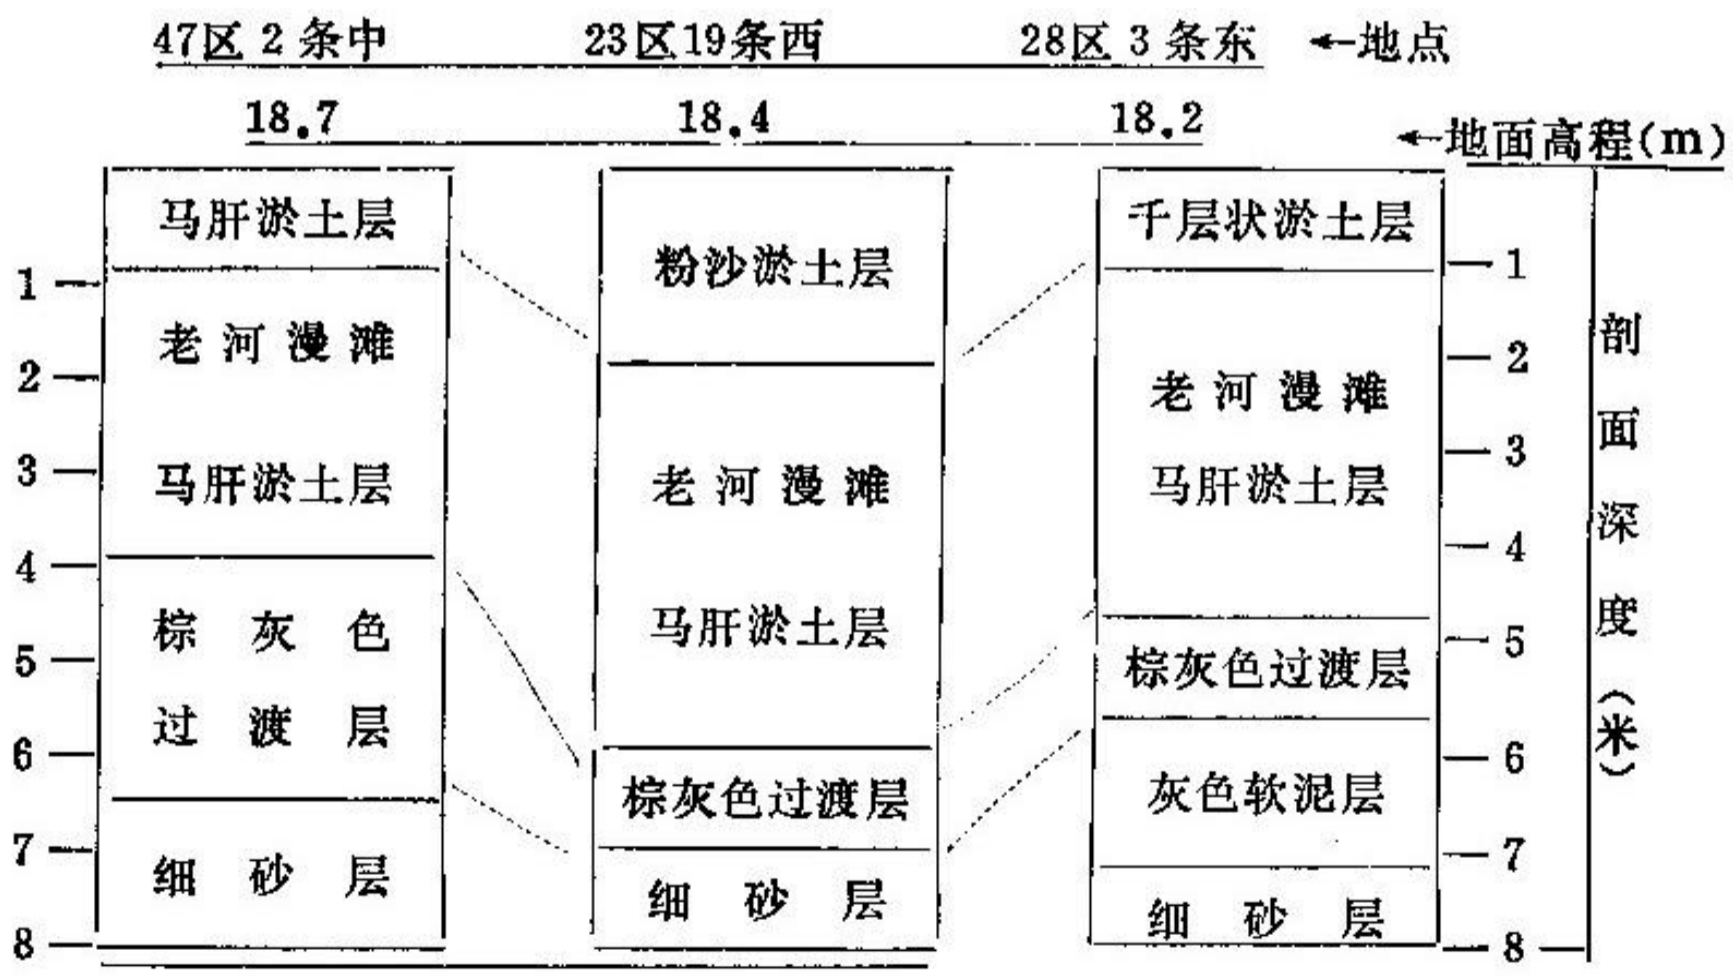 47区 2 条中 23区19条西 28区 3 条东 ←地点
18.7 18.4 18.2 ←地面高程(m)
马肝淤土层
老河漫滩
马肝淤土层
棕灰色
过渡层
细砂层
粉沙淤土层
老河漫滩
马肝淤土层
棕灰色过渡层
细砂层
千层状淤土层
老河漫滩
马肝淤土层
棕灰色过渡层
灰色软泥层
细砂层
1
2
3
4
5
6
7
8
1
2
3
4
5
6
7
8
剖面深度(米)